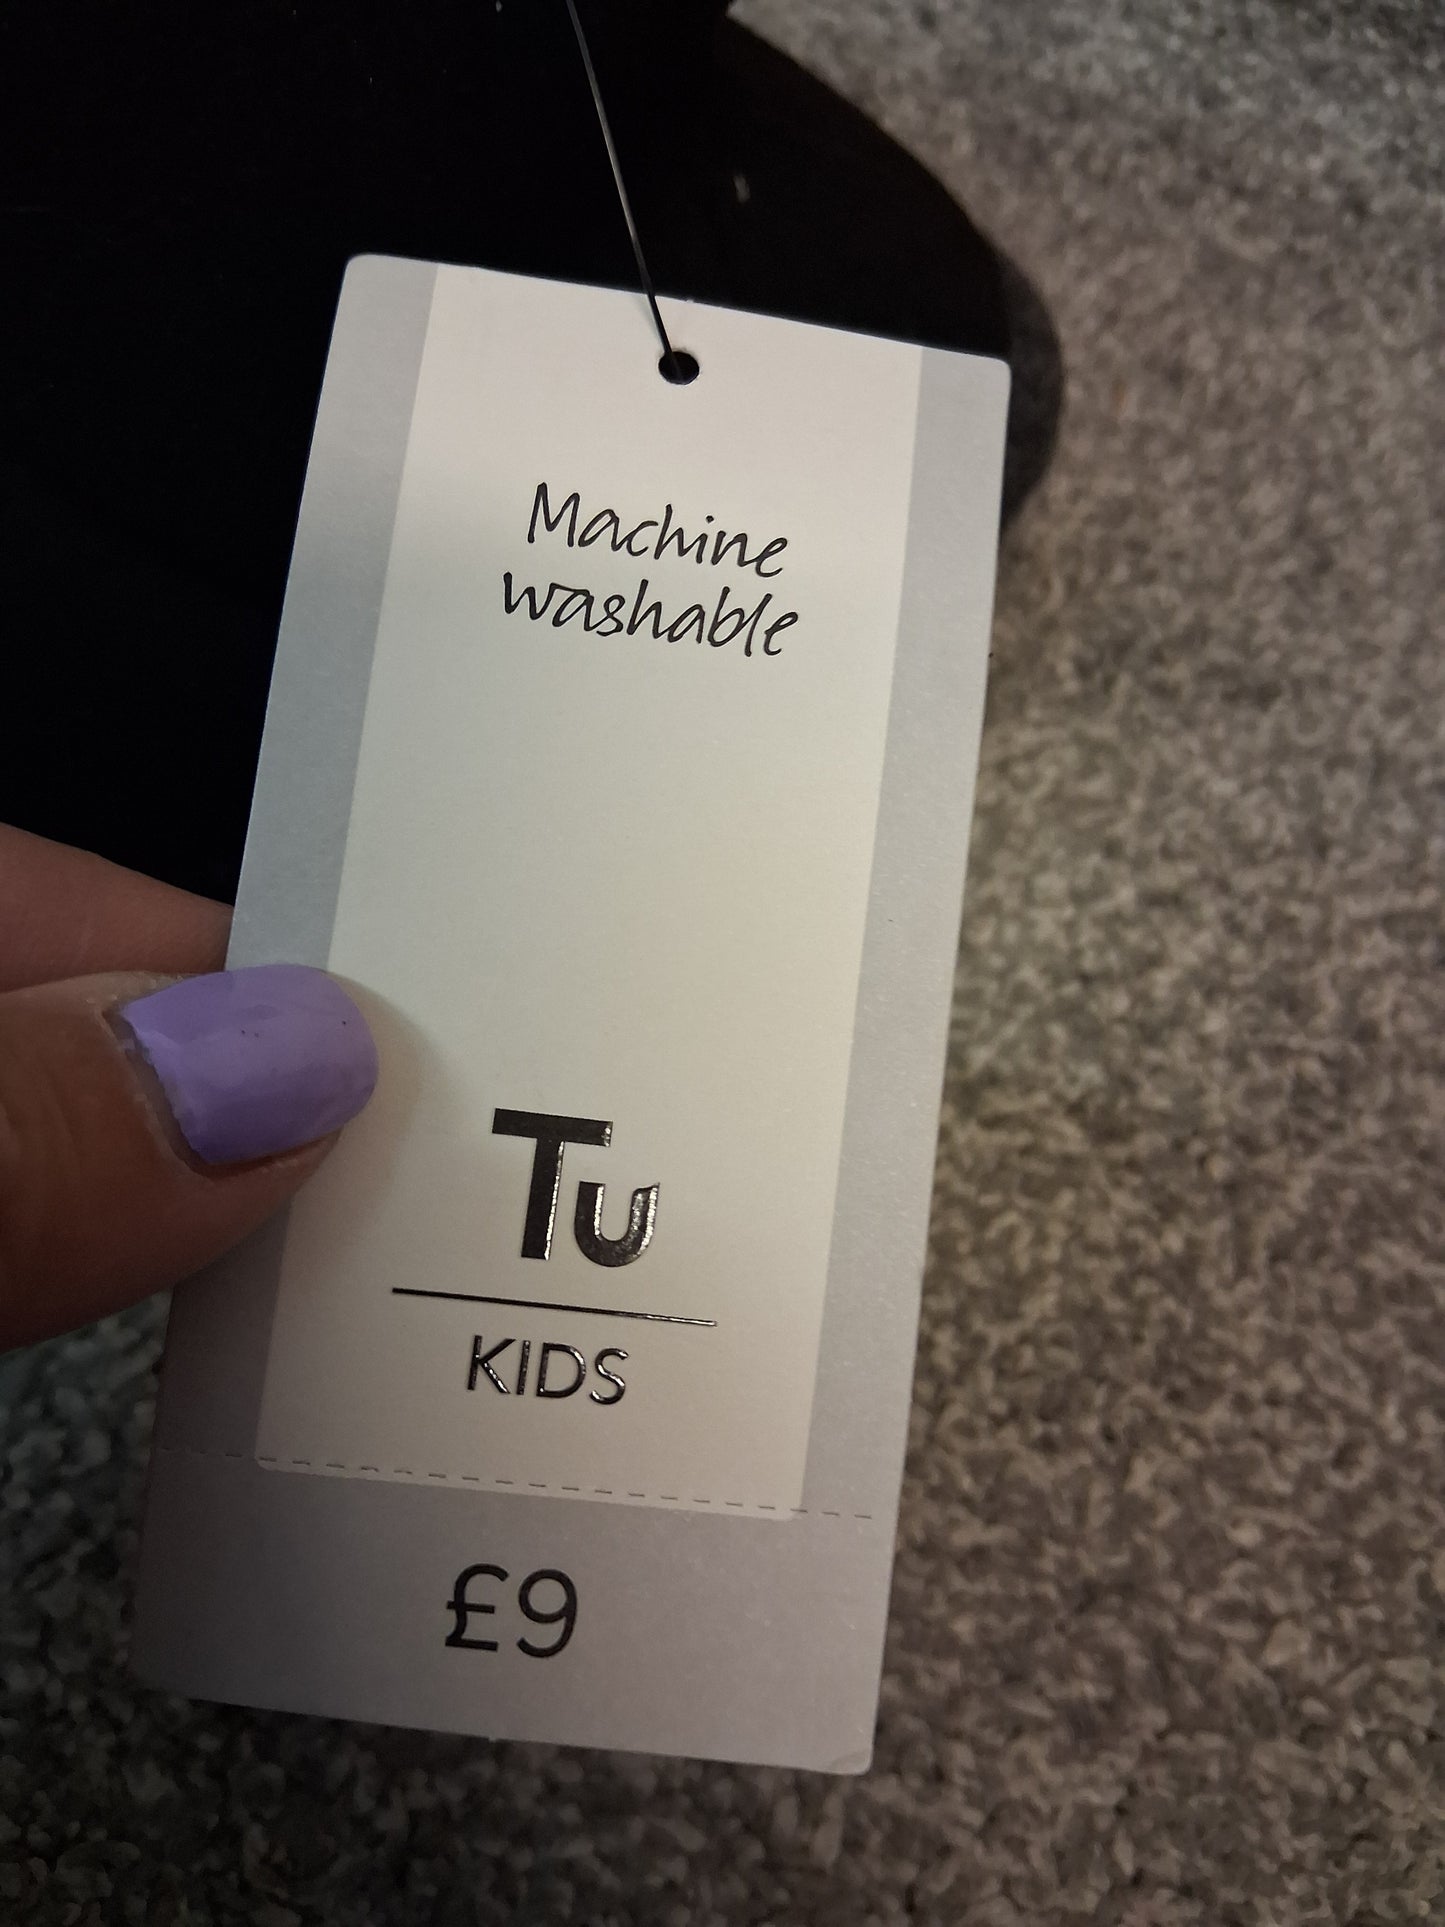 Machine
washable
Tu
KIDS
£9